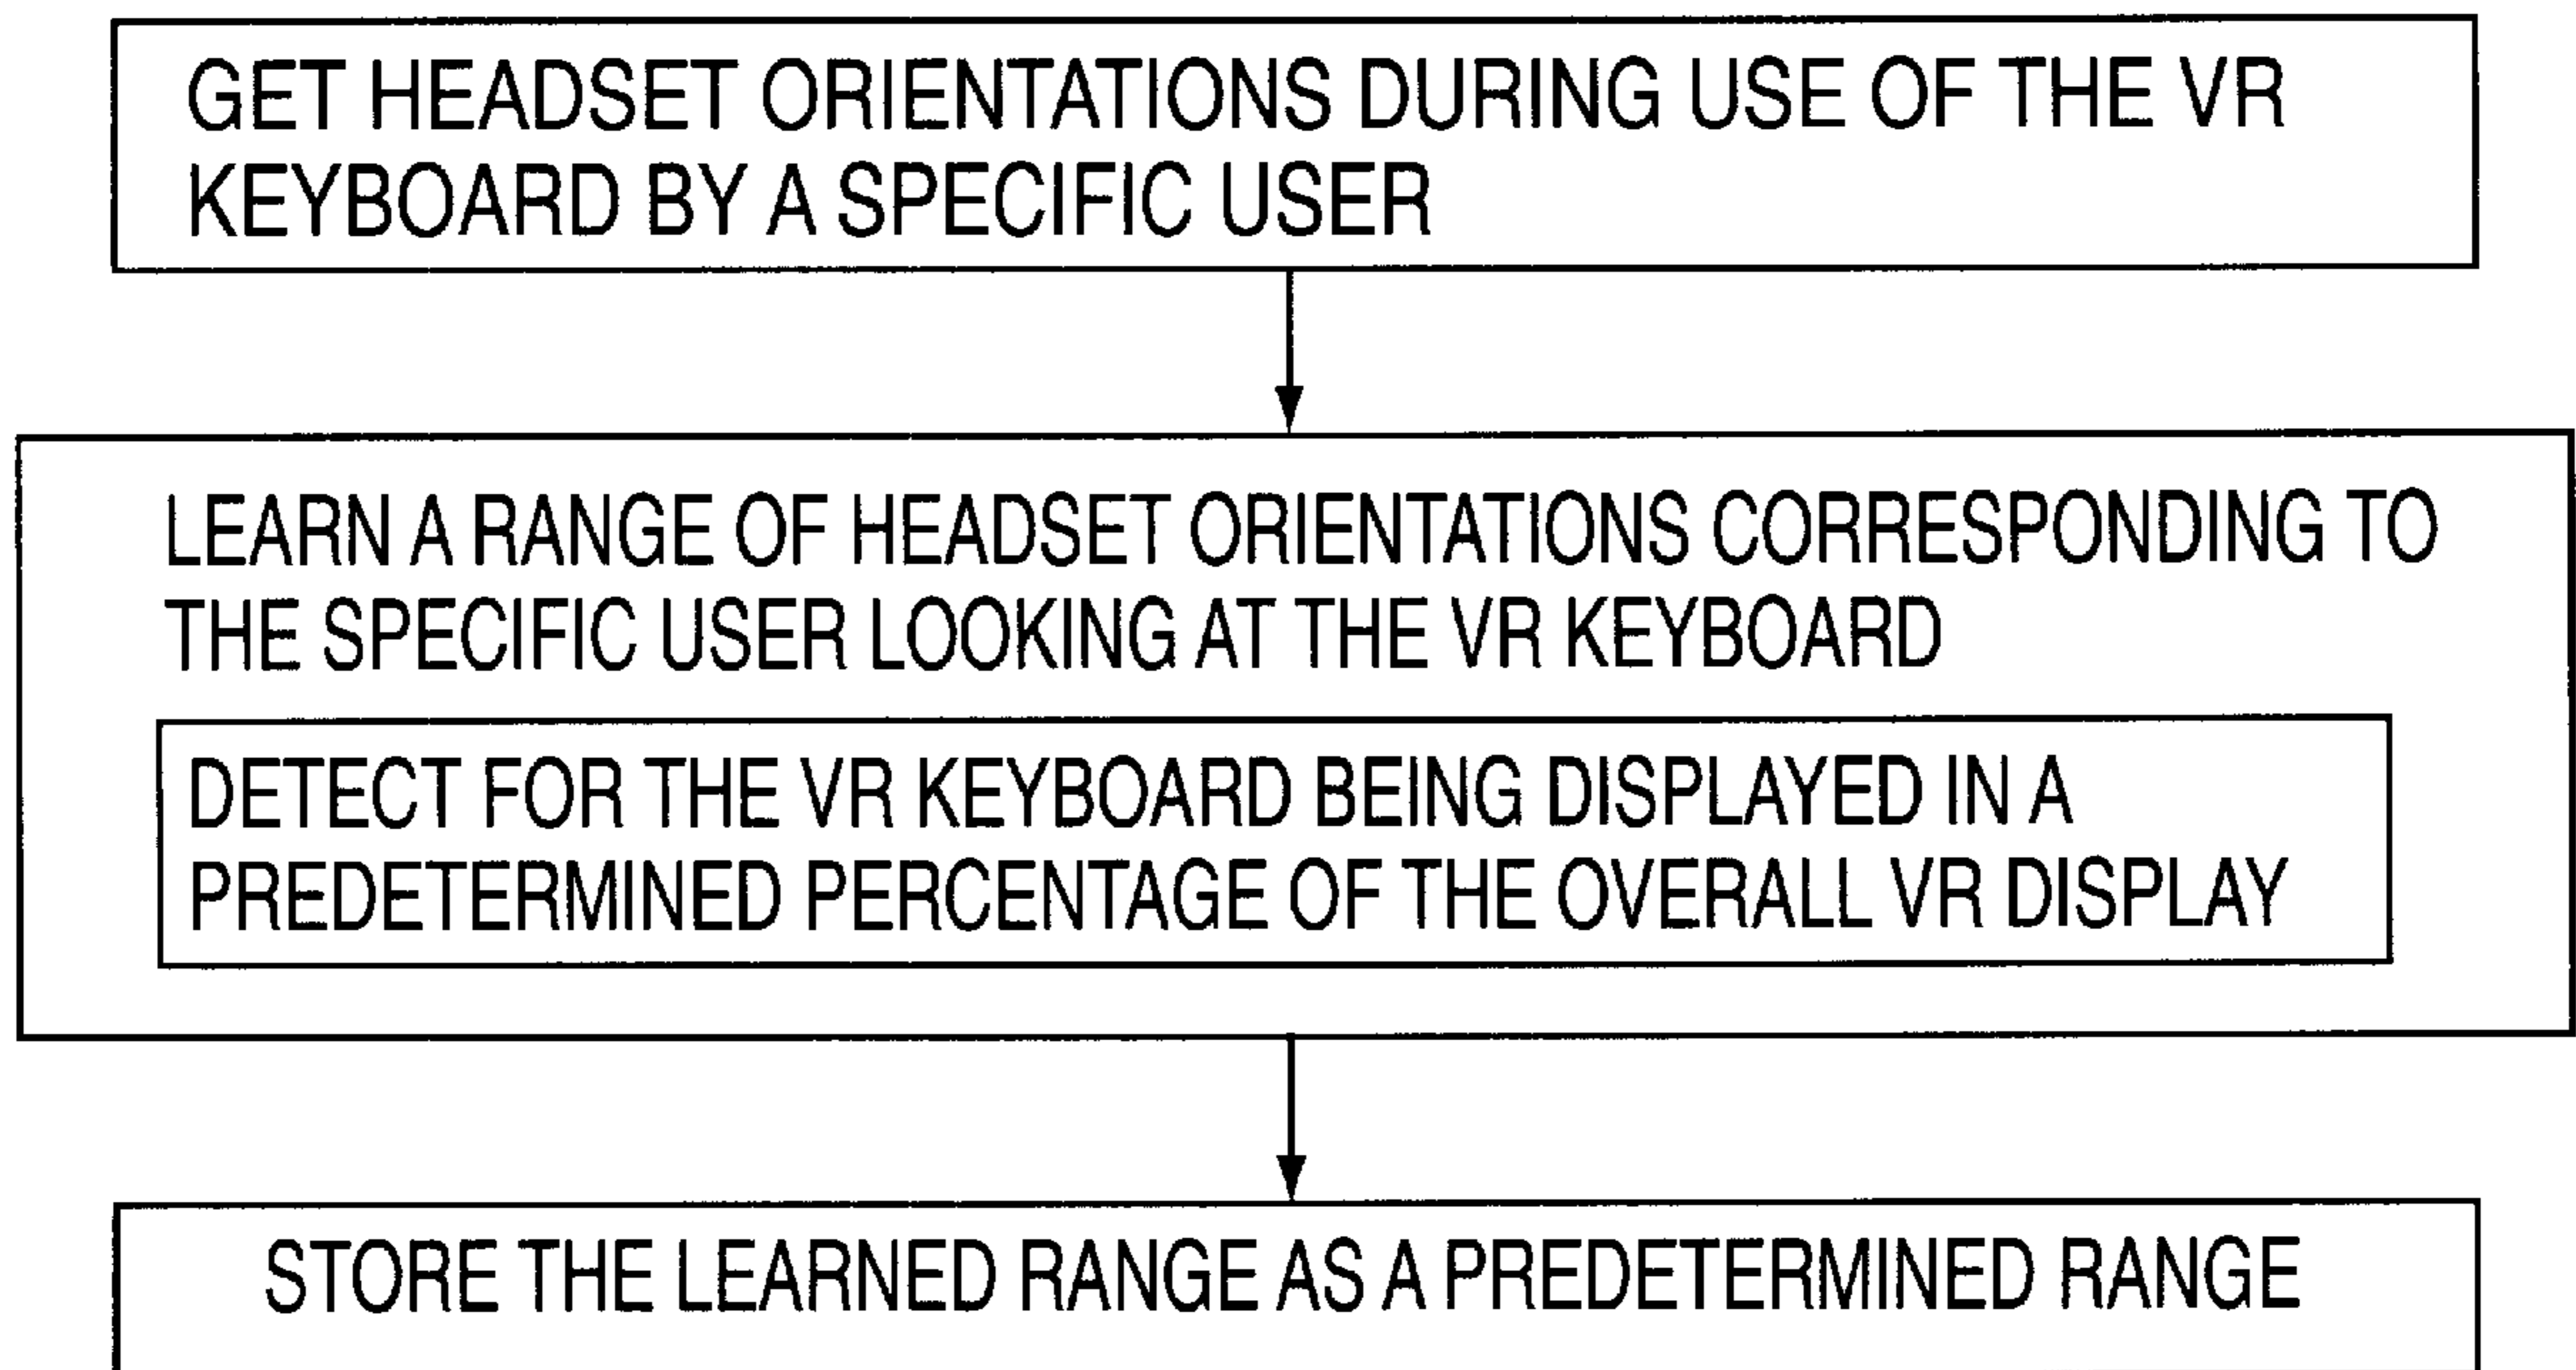 GET HEADSET ORIENTATIONS DURING USE OF THE VR
KEYBOARD BY A SPECIFIC USER
LEARN A RANGE OF HEADSET ORIENTATIONS CORRESPONDING TO
THE SPECIFIC USER LOOKING AT THE VR KEYBOARD
DETECT FOR THE VR KEYBOARD BEING DISPLAYED IN A
PREDETERMINED PERCENTAGE OF THE OVERALL VR DISPLAY
STORE THE LEARNED RANGE AS A PREDETERMINED RANGE